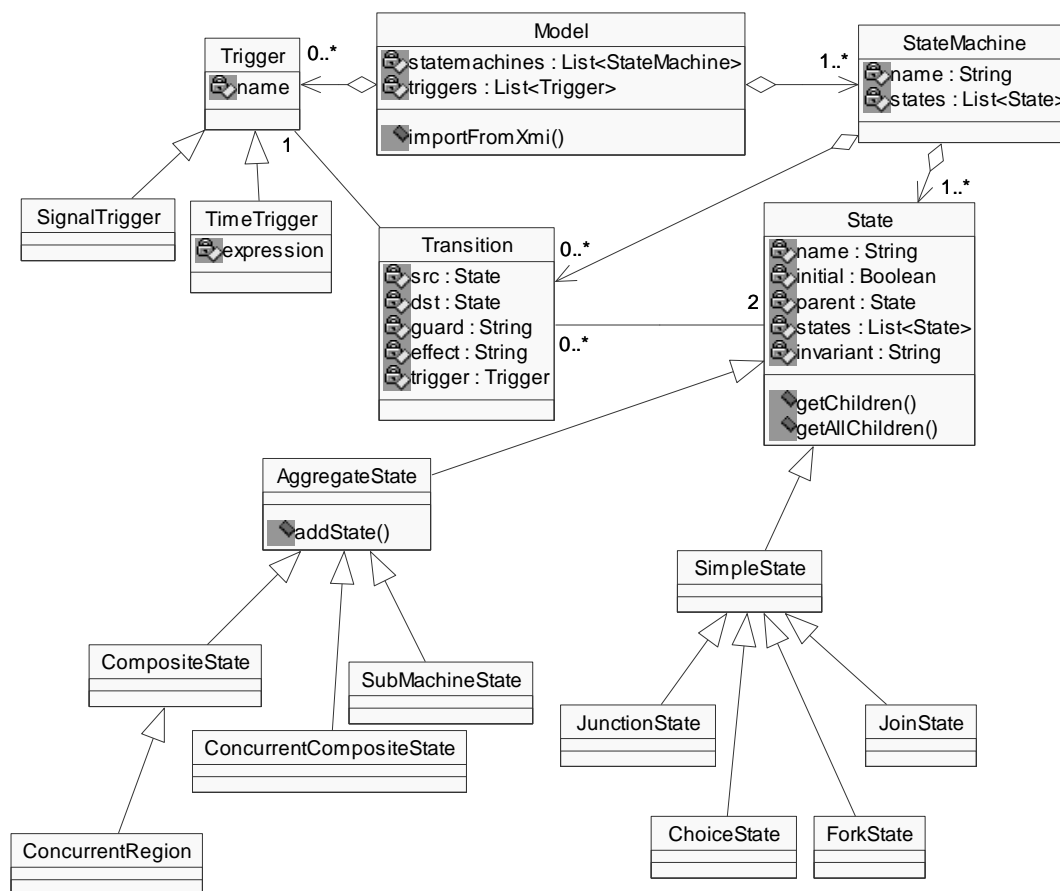 Model
statemachines : List<StateMachine>
triggers : List<Trigger>
importFromXmi()
Trigger
name
0..*
1..*
StateMachine
name : String
states : List<State>
1
SignalTrigger
TimeTrigger
expression
1..*
Transition
src : State
dst : State
guard : String
effect : String
trigger : Trigger
0..*
0..*
2
State
name : String
initial : Boolean
parent : State
states : List<State>
invariant : String
getChildren()
getAllChildren()
AggregateState
addState()
SimpleState
CompositeState
SubMachineState
ConcurrentCompositeState
JunctionState
JoinState
ConcurrentRegion
ChoiceState
ForkState